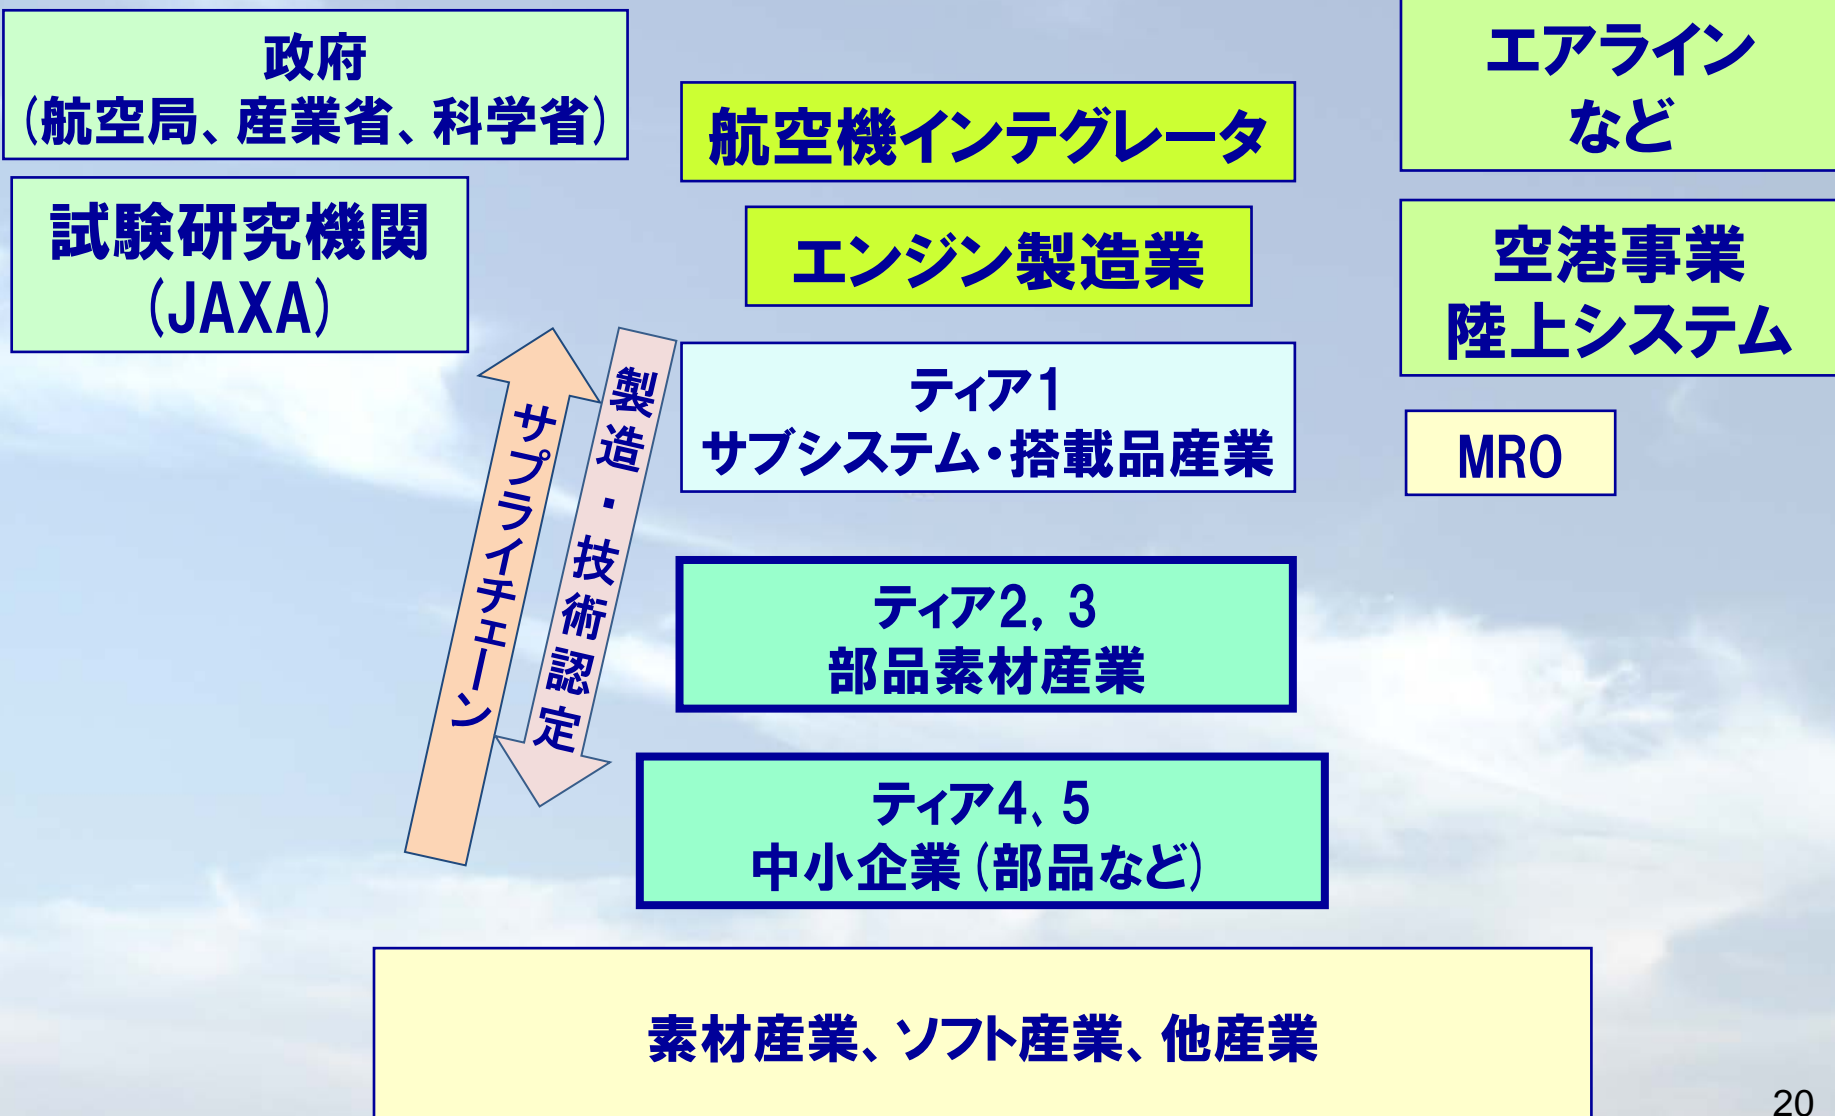 政府
(航空局、産業省、科学省)
試験研究機関
(JAXA)
航空機インテグレータ
エンジン製造業
エアライン
など
空港事業
陸上システム
MRO
サプライチェーン
製造・技術認定
ティア1
サブシステム・搭載品産業
ティア2, 3
部品素材産業
ティア4、5
中小企業(部品など)
素材産業、ソフト産業、他産業
20